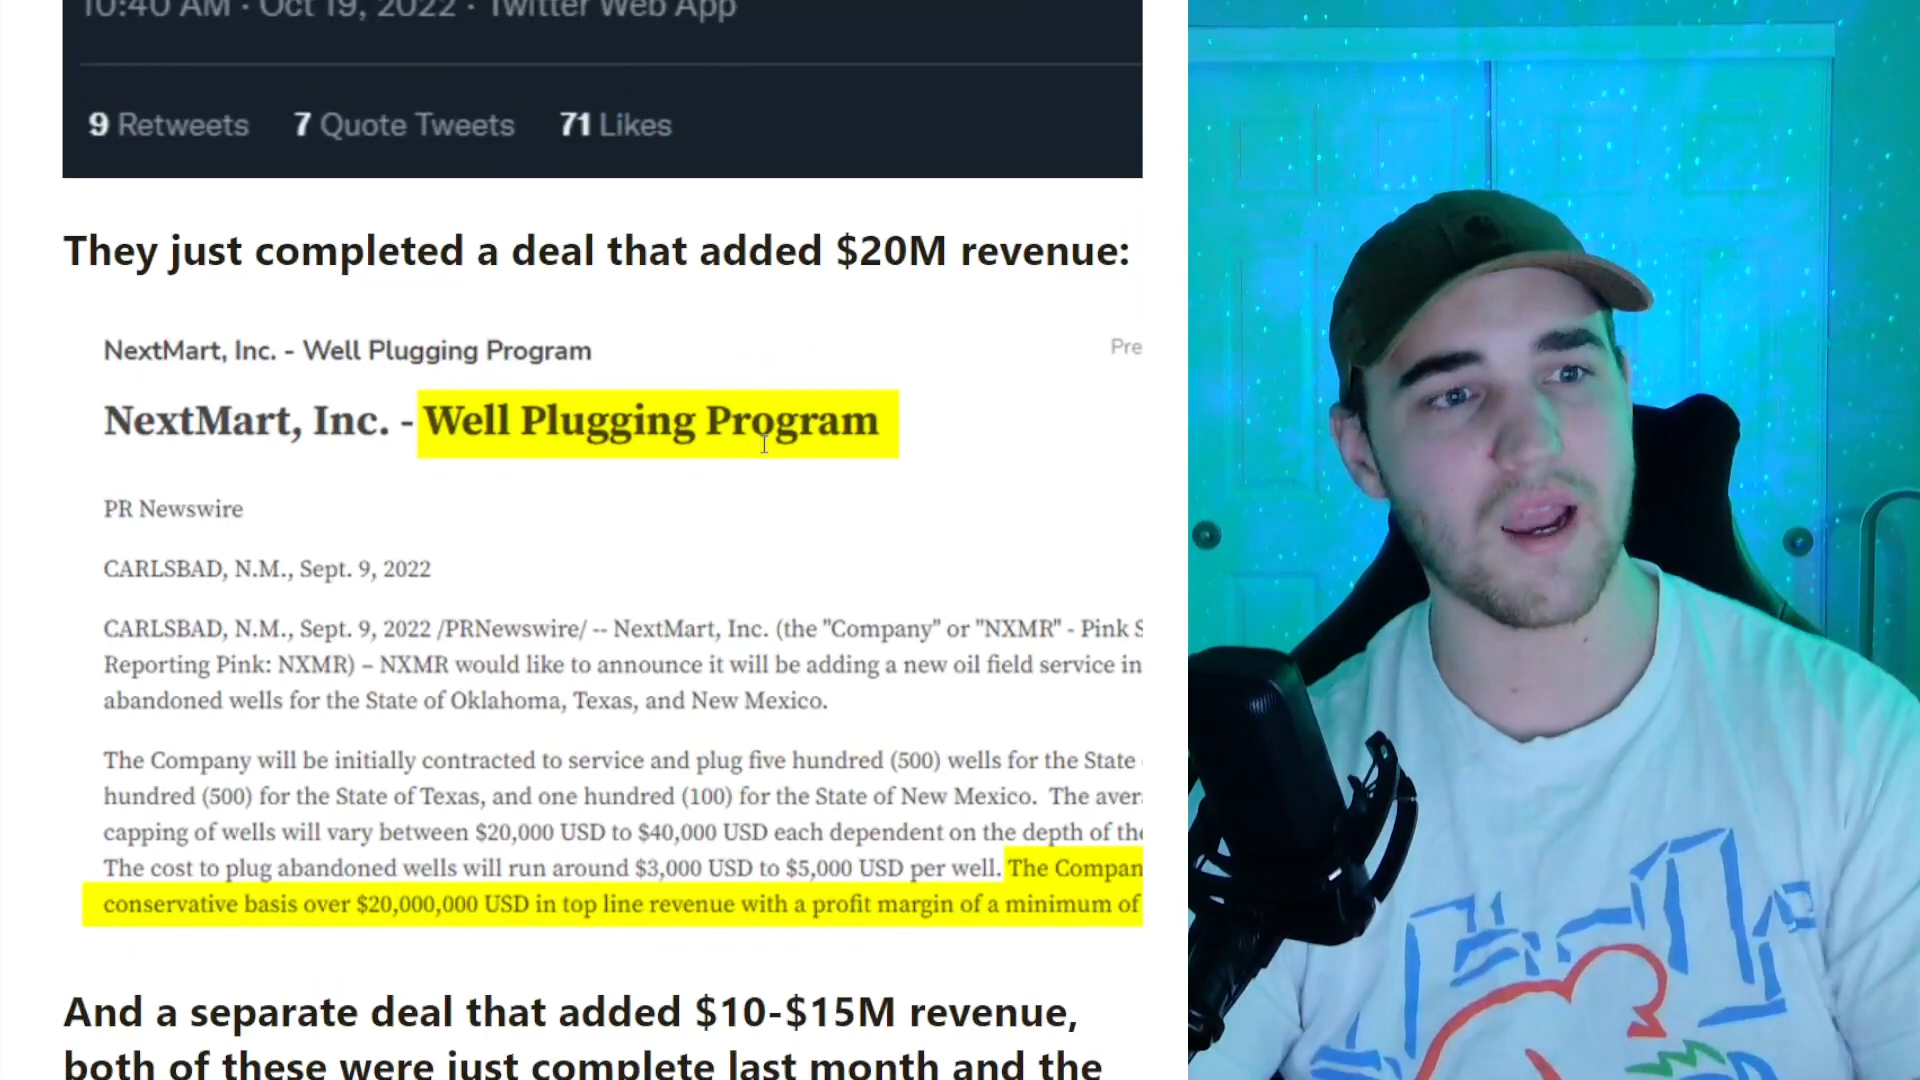 10:40 AM · Oct 19, 2022 · Twitter Web App
9 Retweets 7 Quote Tweets 71 Likes
They just completed a deal that added $20M revenue:
NextMart, Inc. - Well Plugging Program
Pre
NextMart, Inc. - Well Plugging Program
PR Newswire
CARLSBAD, N.M., Sept. 9, 2022
CARLSBAD, N.M., Sept. 9, 2022 /PRNewswire/ -- NextMart, Inc. (the "Company" or "NXMR" - Pink S
Reporting Pink: NXMR) – NXMR would like to announce it will be adding a new oil field service in
abandoned wells for the State of Oklahoma, Texas, and New Mexico.
The Company will be initially contracted to service and plug five hundred (500) wells for the State
hundred (500) for the State of Texas, and one hundred (100) for the State of New Mexico. The aver
capping of wells will vary between $20,000 USD to $40,000 USD each dependent on the depth of the
The cost to plug abandoned wells will run around $3,000 USD to $5,000 USD per well. The Compan
conservative basis over $20,000,000 USD in top line revenue with a profit margin of a minimum of
And a separate deal that added $10-$15M revenue,
both of these were just complete last month and the